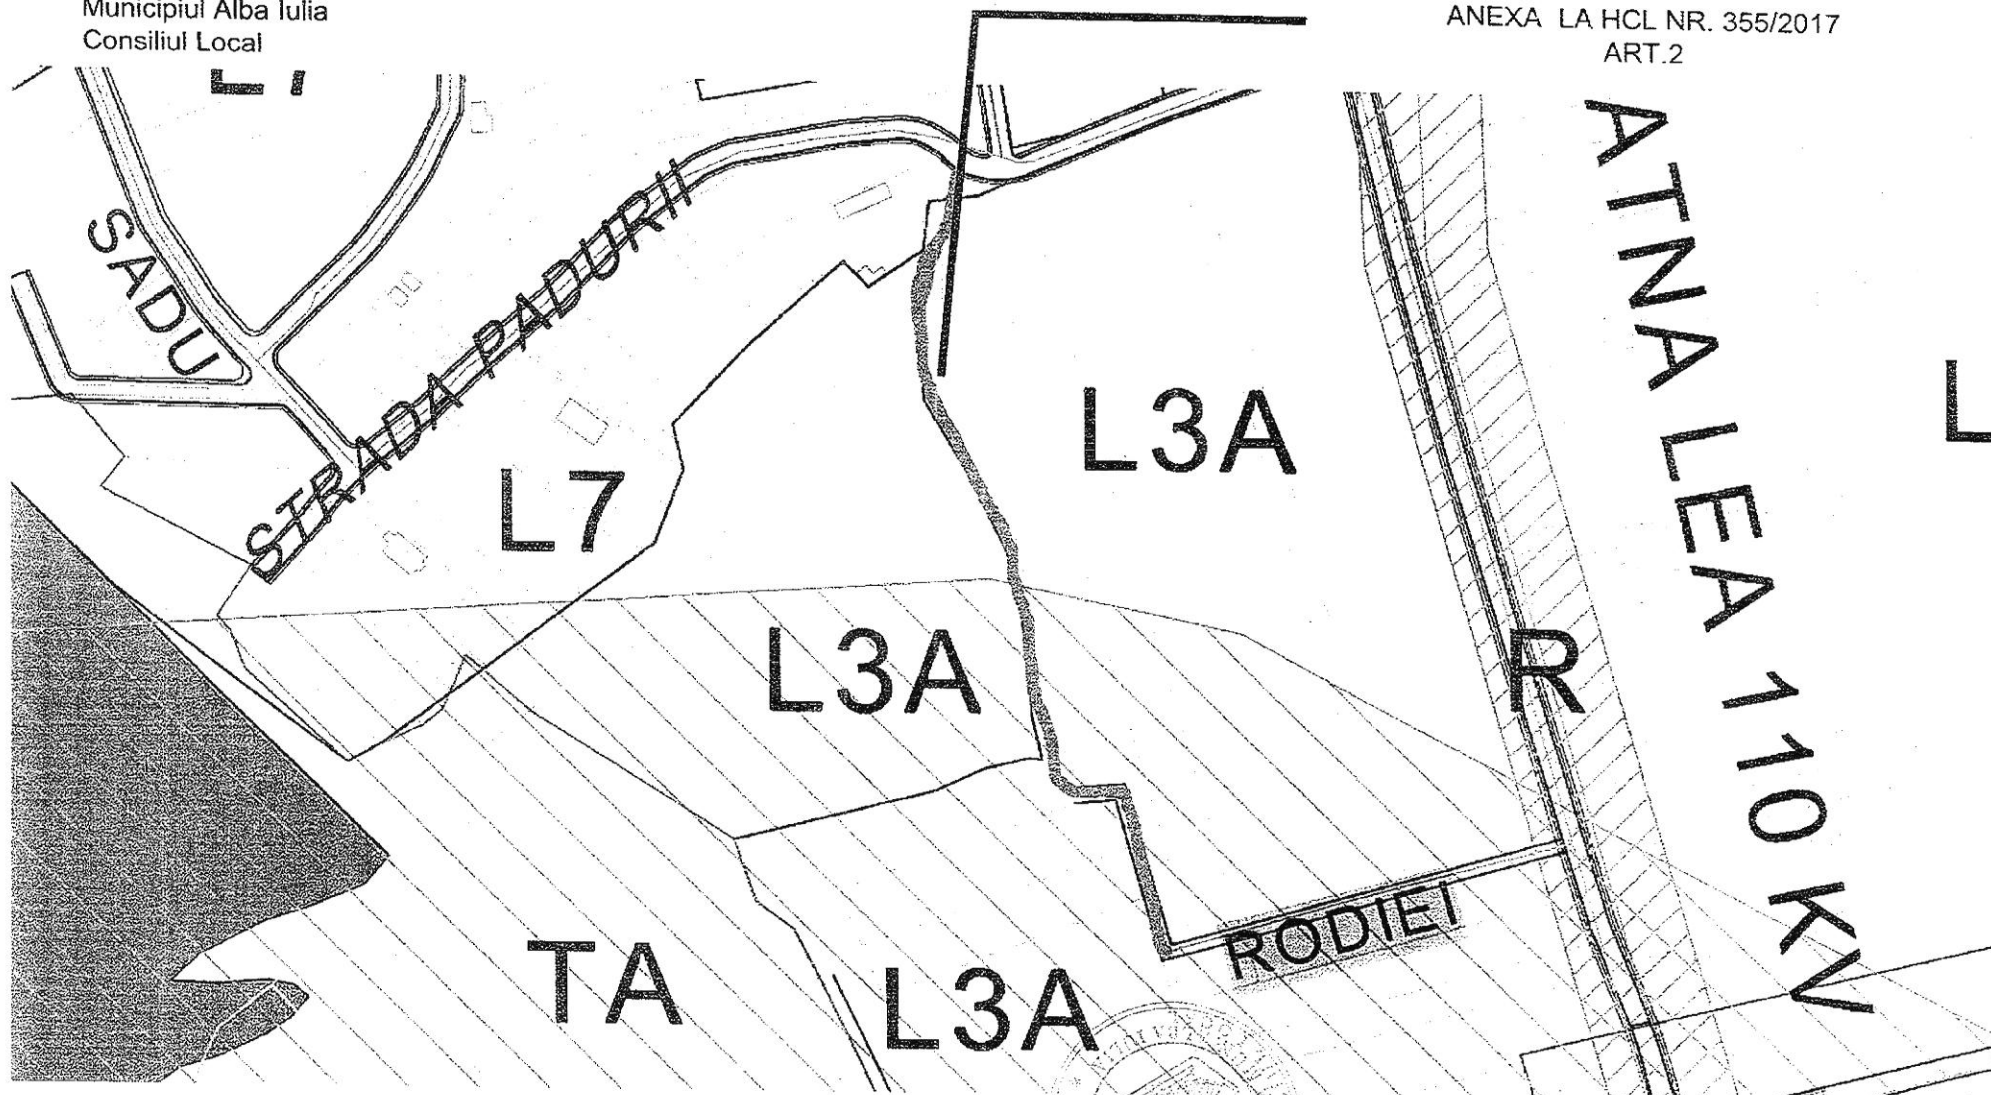 Municipiul Alba Iulia
Consiliul Local
ANEXA LA HCL NR. 355/2017
ART.2
L7
SADU
STRADA PADURII
L7
L3A
L3A
R
ATNA LEA 110 KV
L
TA
L3A
RODIEI